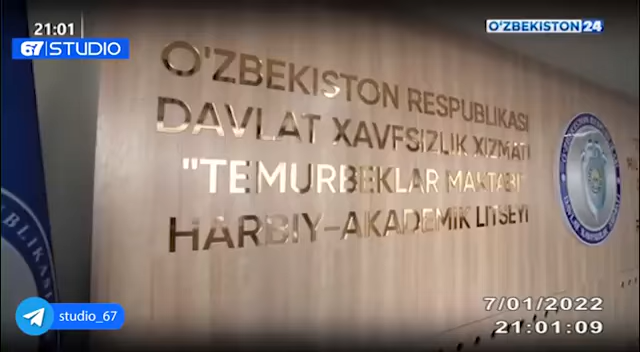 21:01
67 STUDIO
O'ZBEKISTON 24
O'ZBEKISTON RESPUBLIKASI
DAVLAT XAVFSIZLIK XIZMATI
"TEMURBEKLAR MAKTABI"
HARBIY-AKADEMIK LITSEYI
7/01/2022
21:01:09
studio_67